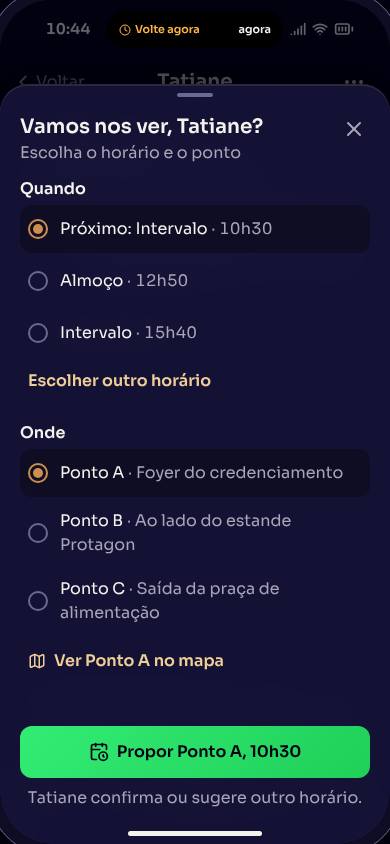 10:44
Volte agora
agora
Voltar
Tatiane
Vamos nos ver, Tatiane?
Escolha o horário e o ponto
Quando
Próximo: Intervalo · 10h30
Almoço · 12h50
Intervalo · 15h40
Escolher outro horário
Onde
Ponto A · Foyer do credenciamento
Ponto B · Ao lado do estande
Protagon
Ponto C · Saída da praça de
alimentação
Ver Ponto A no mapa
Propor Ponto A, 10h30
Tatiane confirma ou sugere outro horário.